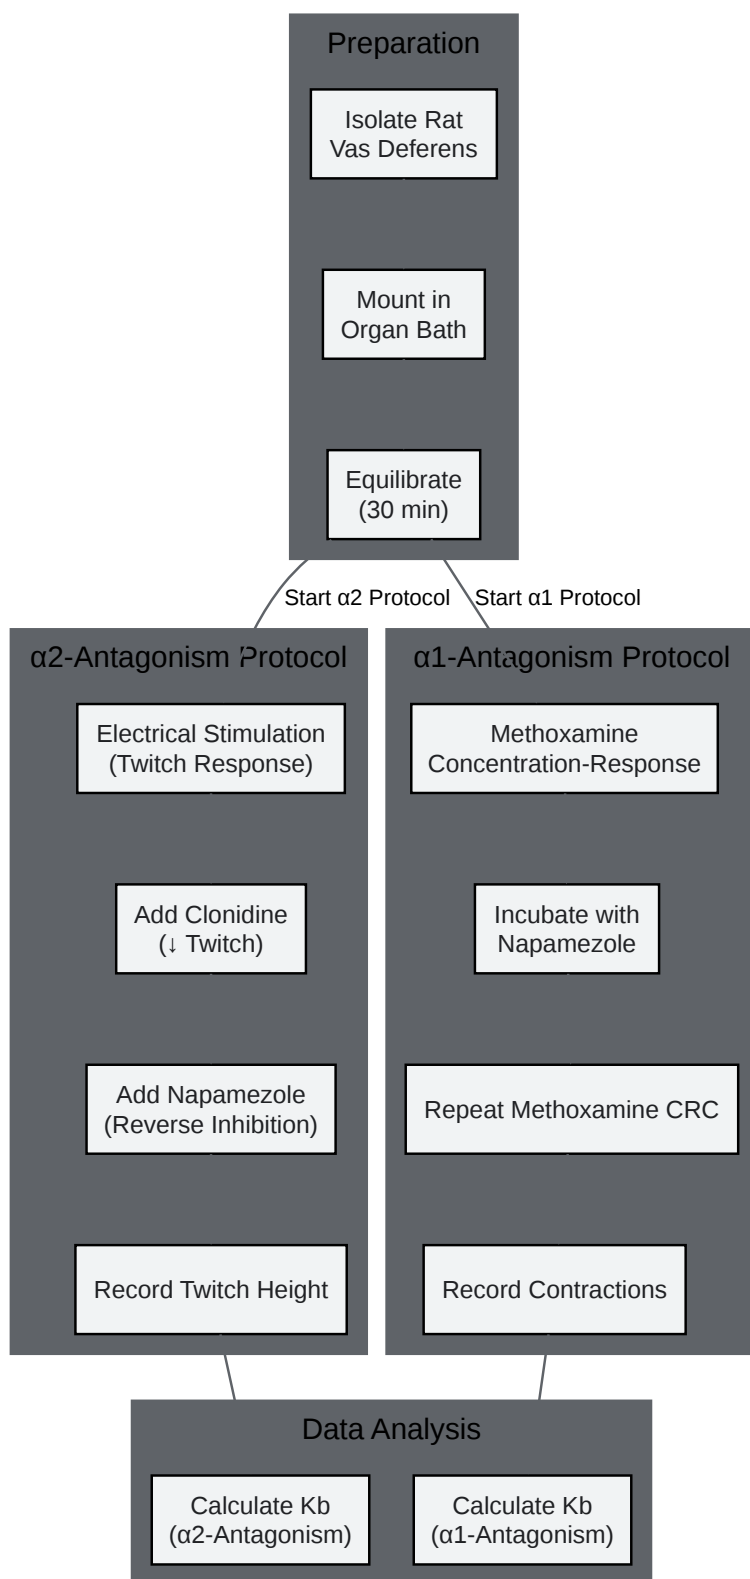 Preparation
Isolate Rat
Vas Deferens
Mount in
Organ Bath
Equilibrate
(30 min)
Start α2 Protocol
Start α1 Protocol
α2-Antagonism Protocol
Electrical Stimulation
(Twitch Response)
Add Clonidine
(↓ Twitch)
Add Napamezole
(Reverse Inhibition)
Record Twitch Height
α1-Antagonism Protocol
Methoxamine
Concentration-Response
Incubate with
Napamezole
Repeat Methoxamine CRC
Record Contractions
Data Analysis
Calculate Kb
(α2-Antagonism)
Calculate Kb
(α1-Antagonism)